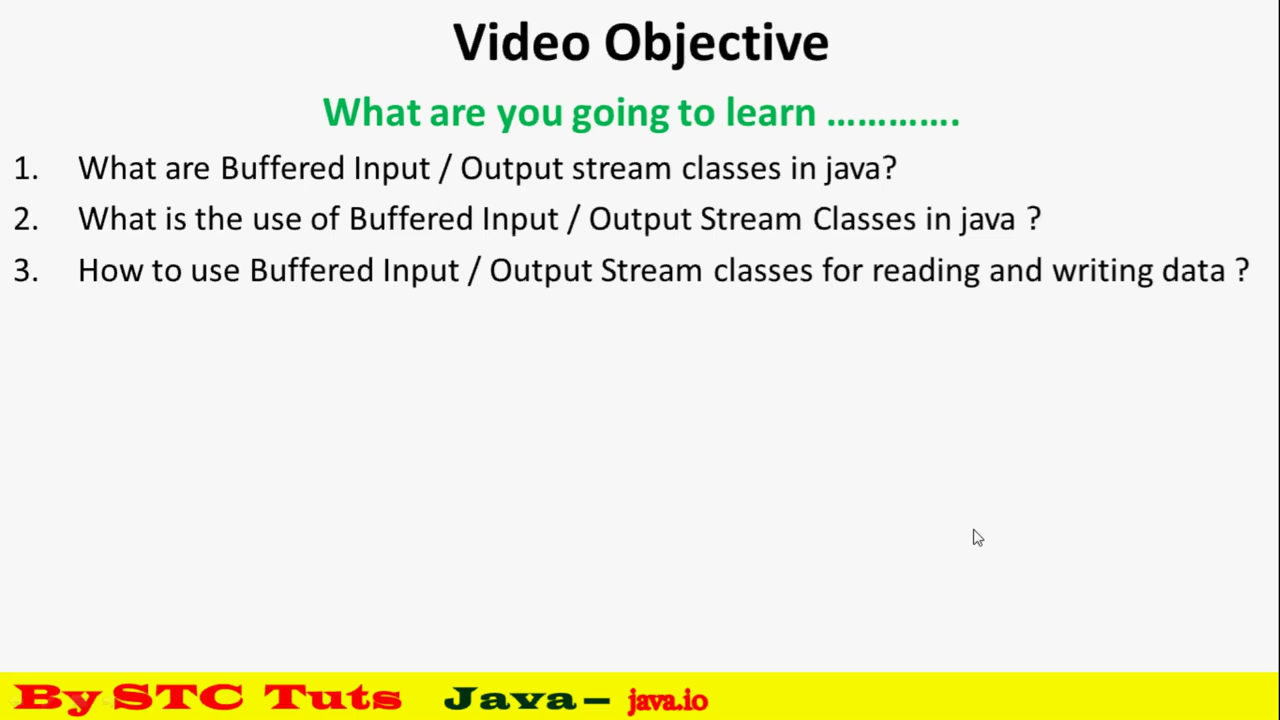 Video Objective
What are you going to learn ………….
1. What are Buffered Input / Output stream classes in java?
2. What is the use of Buffered Input / Output Stream Classes in java ?
3. How to use Buffered Input / Output Stream classes for reading and writing data ?
By STC Tuts Java – java.io